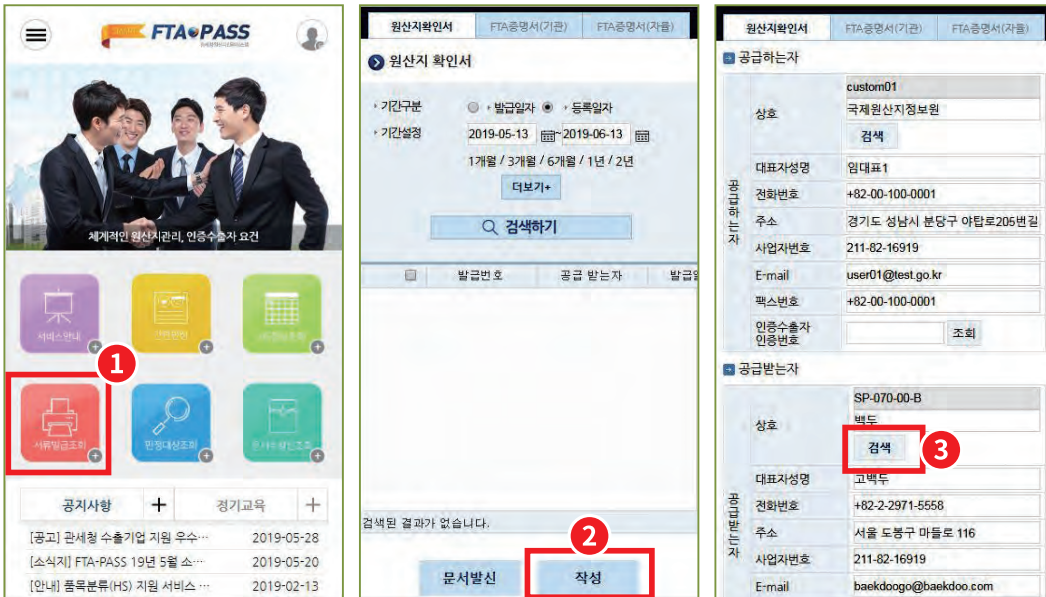 FTA PASS
체계적인 원산지관리, 인증수출자 요건
서비스안내
1
서류발급조회
판정대상조회
공지사항 + 정기교육 +
[공고] 관세청 수출기업 지원 우수… 2019-05-28
[소식지] FTA-PASS 19년 5월 소… 2019-05-20
[안내] 품목분류(HS) 지원 서비스 … 2019-02-13
원산지확인서 FTA증명서(기관) FTA증명서(자율)
원산지 확인서
기간구분 발급일자 등록일자
기간설정 2019-05-13 ~ 2019-06-13
1개월 / 3개월 / 6개월 / 1년 / 2년
더보기+
검색하기
발급번호 공급 받는자 발급일
검색된 결과가 없습니다.
2
문서발신 작성
원산지확인서 FTA증명서(기관) FTA증명서(자율)
공급하는자
공급하는자
custom01
상호 국제원산지정보원
검색
대표자성명 임대표1
전화번호 +82-00-100-0001
주소 경기도 성남시 분당구 야탑로205번길
사업자번호 211-82-16919
E-mail user01@test.go.kr
팩스번호 +82-00-100-0001
인증수출자
인증번호 조회
공급받는자
공급받는자
SP-070-00-B
상호 백두
검색 3
대표자성명 고백두
전화번호 +82-2-2971-5558
주소 서울 도봉구 마들로 116
사업자번호 211-82-16919
E-mail baekdoogo@baekdoo.com